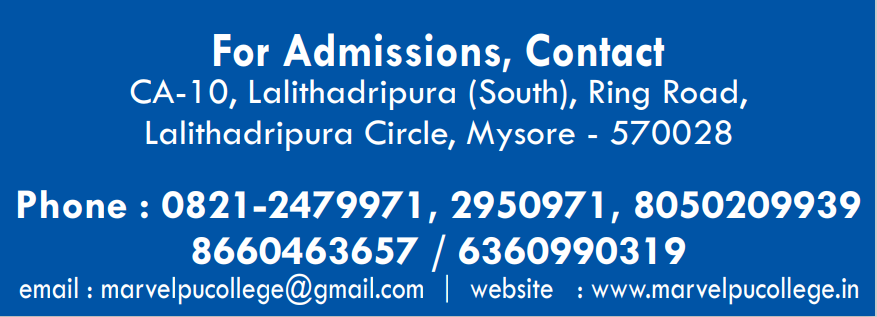 For Admissions, Contact
CA-10, Lalithadripura (South), Ring Road,
Lalithadripura Circle, Mysore - 570028
Phone : 0821-2479971, 2950971, 8050209939
8660463657 / 6360990319
email : marvelpucollege@gmail.com | website : www.marvelpucollege.in